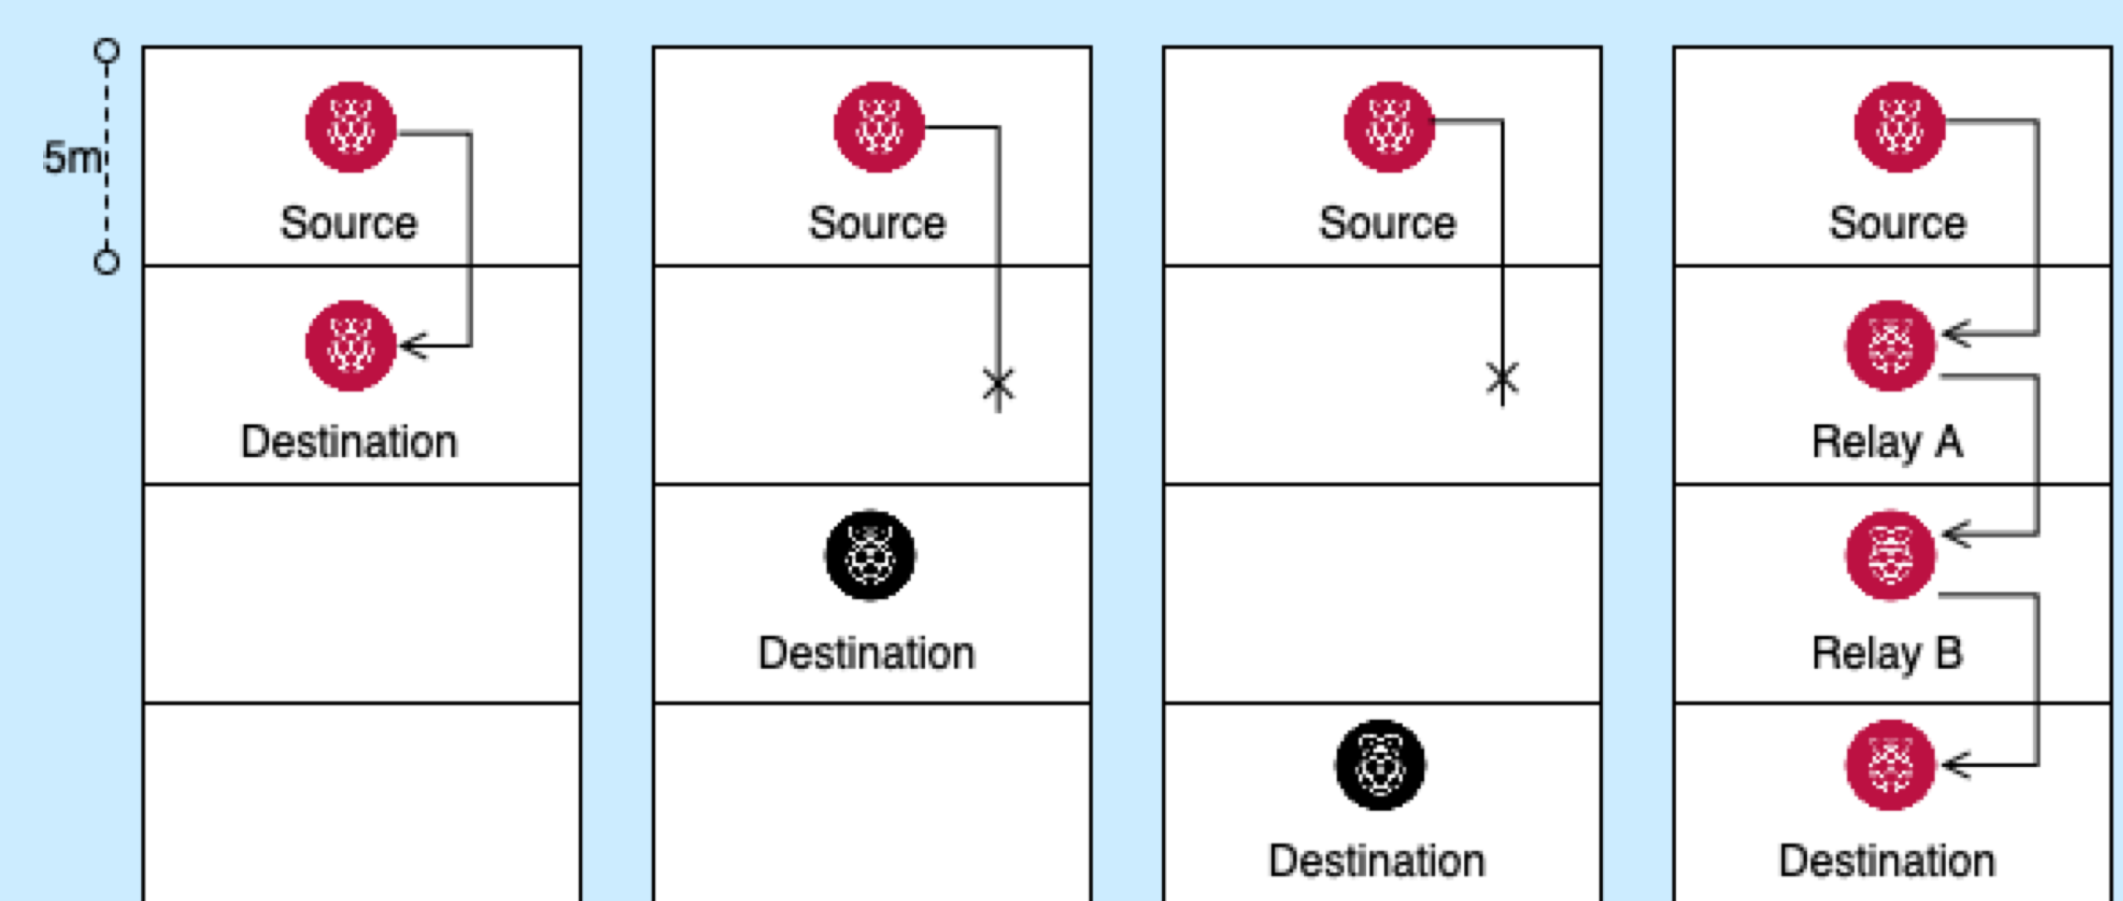 5m
Source
Source
Source
Source
Destination
Relay A
Destination
Relay B
Destination
Destination